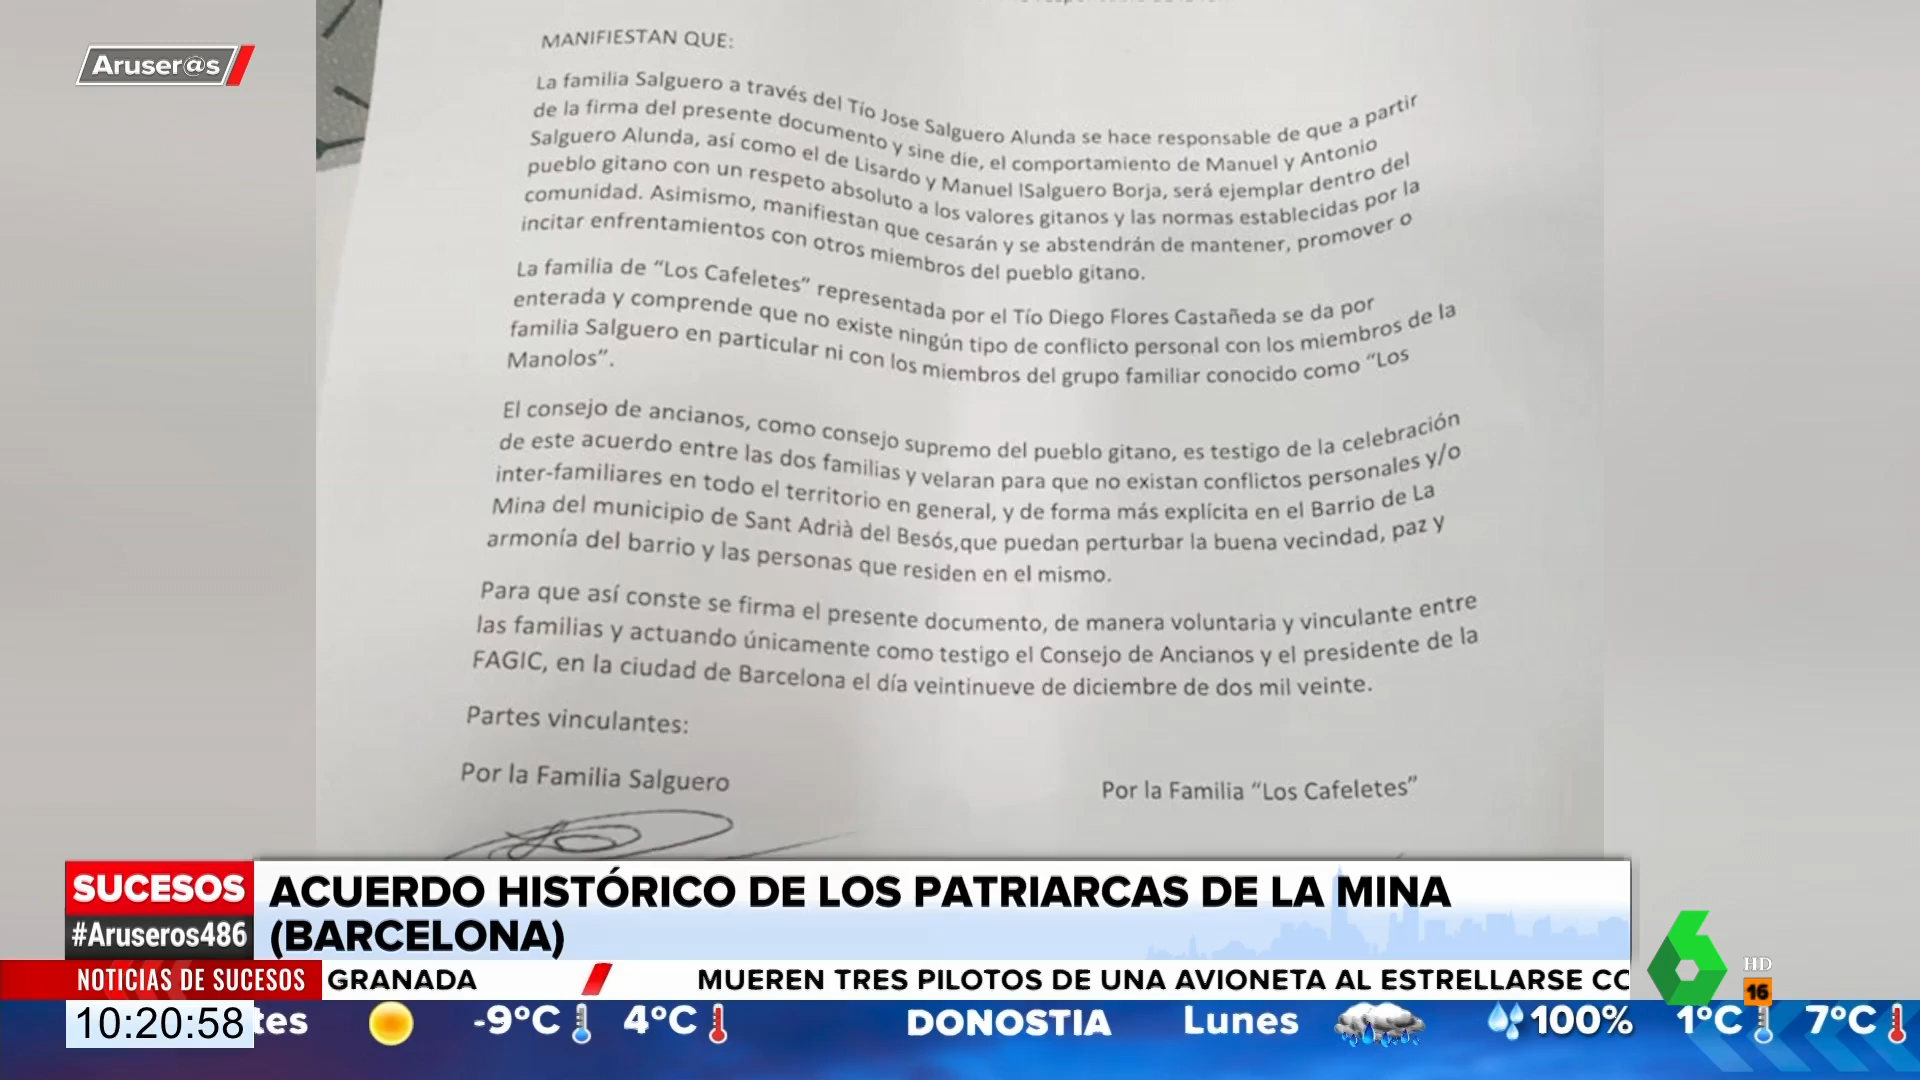 Aruser@s
MANIFIESTAN QUE:
La familia Salguero a través del Tío Jose Salguero Alunda se hace responsable de que a partir
de la firma del presente documento y sine die, el comportamiento de Manuel y Antonio
Salguero Alunda, así como el de Lisardo y Manuel lSalguero Borja, será ejemplar dentro del
pueblo gitano con un respeto absoluto a los valores gitanos y las normas establecidas por la
comunidad. Asimismo, manifiestan que cesarán y se abstendrán de mantener, promover o
incitar enfrentamientos con otros miembros del pueblo gitano.
La familia de “Los Cafeletes” representada por el Tío Diego Flores Castañeda se da por
enterada y comprende que no existe ningún tipo de conflicto personal con los miembros de la
familia Salguero en particular ni con los miembros del grupo familiar conocido como “Los
Manolos”.
El consejo de ancianos, como consejo supremo del pueblo gitano, es testigo de la celebración
de este acuerdo entre las dos familias y velaran para que no existan conflictos personales y/o
inter-familiares en todo el territorio en general, y de forma más explícita en el Barrio de La
Mina del municipio de Sant Adrià del Besós,que puedan perturbar la buena vecindad, paz y
armonía del barrio y las personas que residen en el mismo.
Para que así conste se firma el presente documento, de manera voluntaria y vinculante entre
las familias y actuando únicamente como testigo el Consejo de Ancianos y el presidente de la
FAGIC, en la ciudad de Barcelona el día veintinueve de diciembre de dos mil veinte.
Partes vinculantes:
Por la Familia Salguero
Por la Familia “Los Cafeletes”
SUCESOS
#Aruseros486
ACUERDO HISTÓRICO DE LOS PATRIARCAS DE LA MINA
(BARCELONA)
NOTICIAS DE SUCESOS GRANADA MUEREN TRES PILOTOS DE UNA AVIONETA AL ESTRELLARSE CO
HD
16
10:20:58 tes -9°C 4°C DONOSTIA Lunes 100% 1°C 7°C